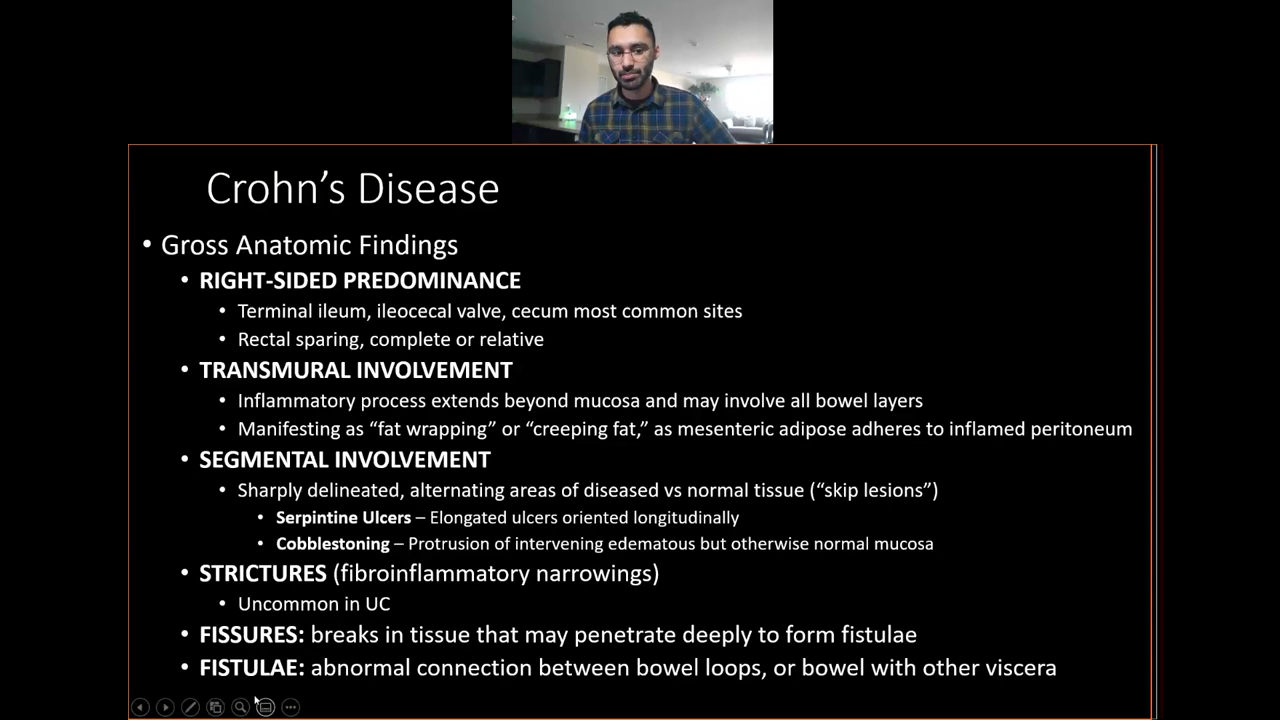 Crohn's Disease
• Gross Anatomic Findings
• RIGHT-SIDED PREDOMINANCE
• Terminal ileum, ileocecal valve, cecum most common sites
• Rectal sparing, complete or relative
• TRANSMURAL INVOLVEMENT
• Inflammatory process extends beyond mucosa and may involve all bowel layers
• Manifesting as “fat wrapping” or “creeping fat,” as mesenteric adipose adheres to inflamed peritoneum
• SEGMENTAL INVOLVEMENT
• Sharply delineated, alternating areas of diseased vs normal tissue (“skip lesions”)
• Serpintine Ulcers – Elongated ulcers oriented longitudinally
• Cobblestoning – Protrusion of intervening edematous but otherwise normal mucosa
• STRICTURES (fibroinflammatory narrowings)
• Uncommon in UC
• FISSURES: breaks in tissue that may penetrate deeply to form fistulae
• FISTULAE: abnormal connection between bowel loops, or bowel with other viscera